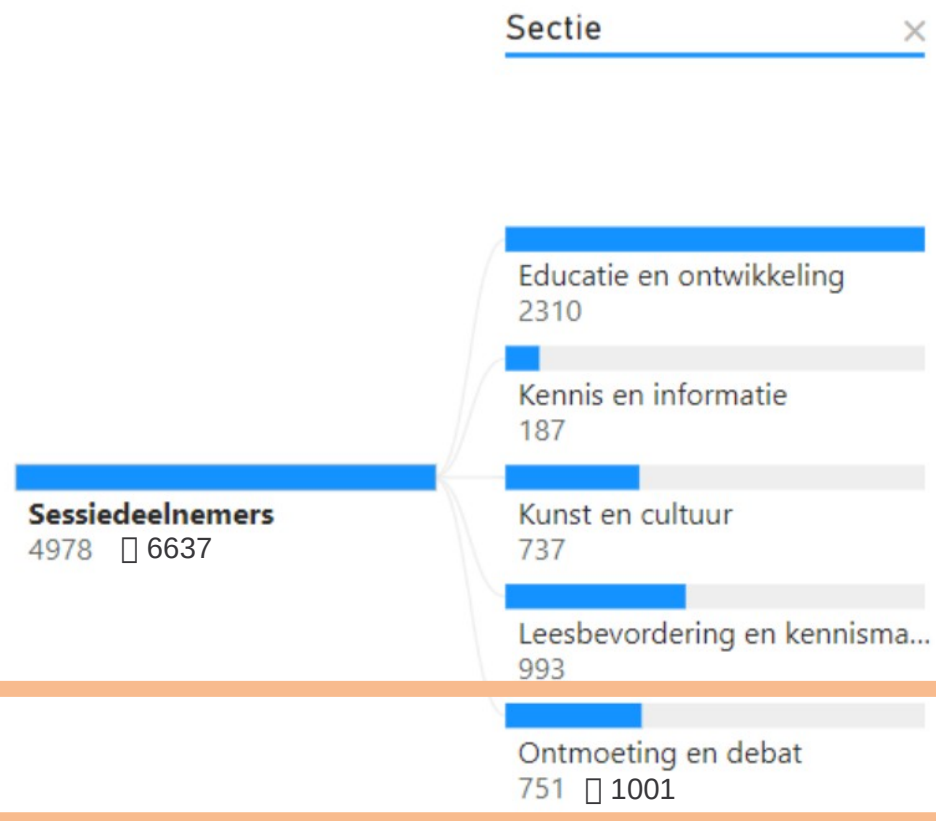 Sectie
Educatie en ontwikkeling
2310
Kennis en informatie
187
Sessiedeelnemers
4978 6637
Kunst en cultuur
737
Leesbevordering en kennisma...
993
Ontmoeting en debat
751 1001